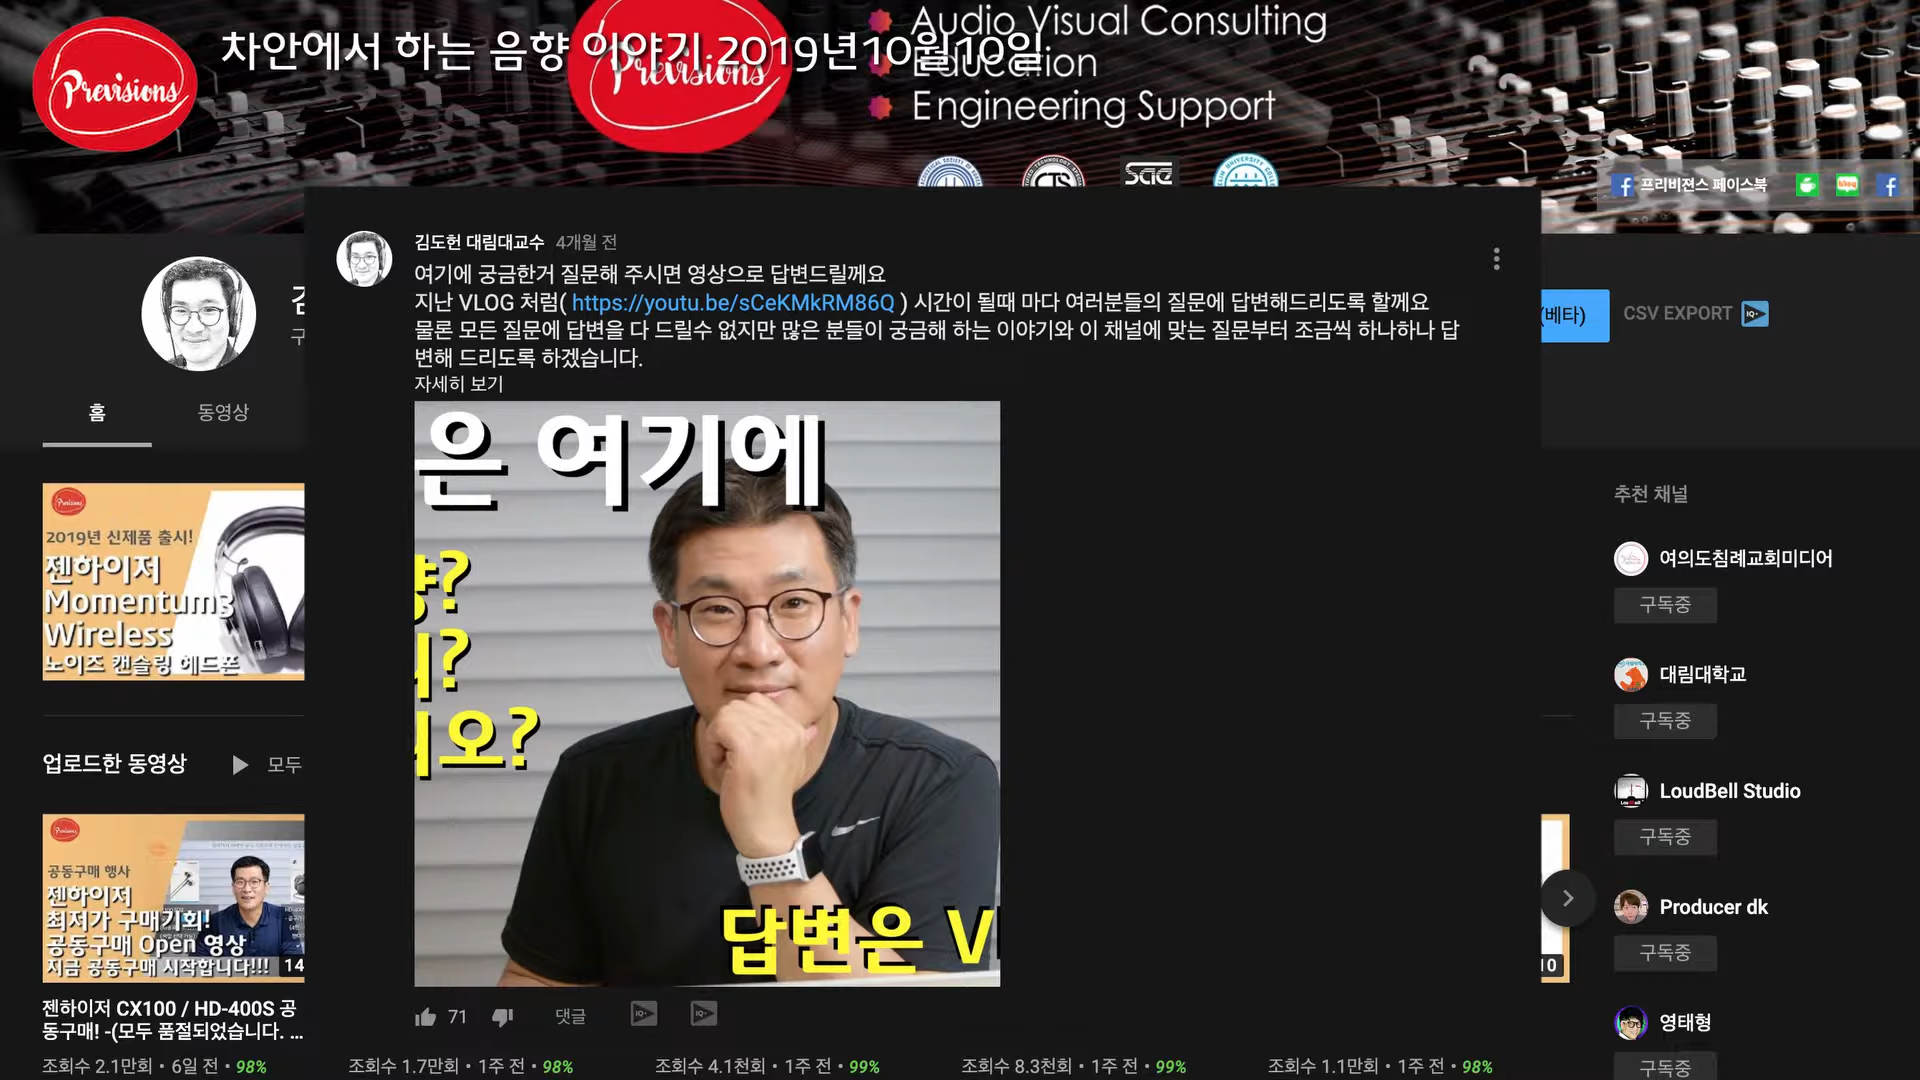 Previsions
차안에서 하는 음향 이야기 2019년10월10일
Previsions
Audio Visual Consulting
Education
Engineering Support
sae
프리비젼스 페이스북
김도헌 대림대교수 4개월 전
여기에 궁금한거 질문해 주시면 영상으로 답변드릴께요
지난 VLOG 처럼( https://youtu.be/sCeKMkRM86Q ) 시간이 될때 마다 여러분들의 질문에 답변해드리도록 할께요
물론 모든 질문에 답변을 다 드릴수 없지만 많은 분들이 궁금해 하는 이야기와 이 채널에 맞는 질문부터 조금씩 하나하나 답
변해 드리도록 하겠습니다.
자세히 보기
(베타)
CSV EXPORT
홈
동영상
은 여기에
?
?
오?
답변은 V
Previsions
2019년 신제품 출시!
젠하이저
Momentum3
Wireless
노이즈 캔슬링 헤드폰
업로드한 동영상
모두
Previsions
공동구매 행사
젠하이저
최저가 구매기회!
공동구매 Open 영상
지금 공동구매 시작합니다!!! 14
젠하이저 CX100 / HD-400S 공
동구매! -(모두 품절되었습니다. ...
71
댓글
조회수 2.1만회 • 6일 전 • 98%
조회수 1.7만회 • 1주 전 • 98%
조회수 4.1천회 • 1주 전 • 99%
조회수 8.3천회 • 1주 전 • 99%
조회수 1.1만회 • 1주 전 • 98%
10
추천 채널
여의도침례교회미디어
구독중
대림대학교
구독중
LoudBell Studio
구독중
Producer dk
구독중
영태형
구독중